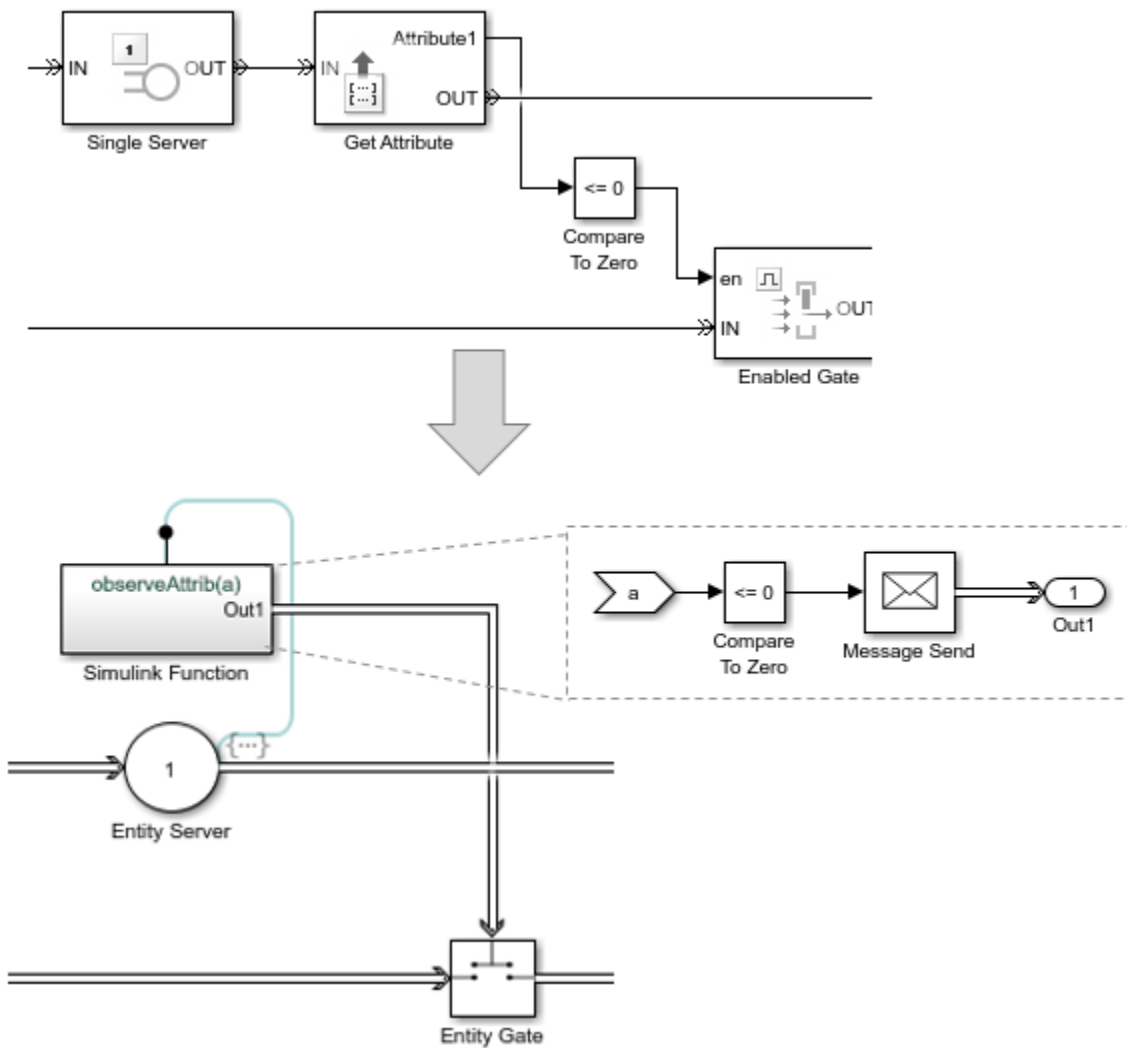 Attribute1
1
IN
OUT
IN
[...]
OUT
Single Server
Get Attribute
<= 0
Compare
To Zero
en
OUT
IN
Enabled Gate
observeAttrib(a)
Out1
Simulink Function
a
<= 0
1
Compare
To Zero
Message Send
Out1
{...}
1
Entity Server
Entity Gate